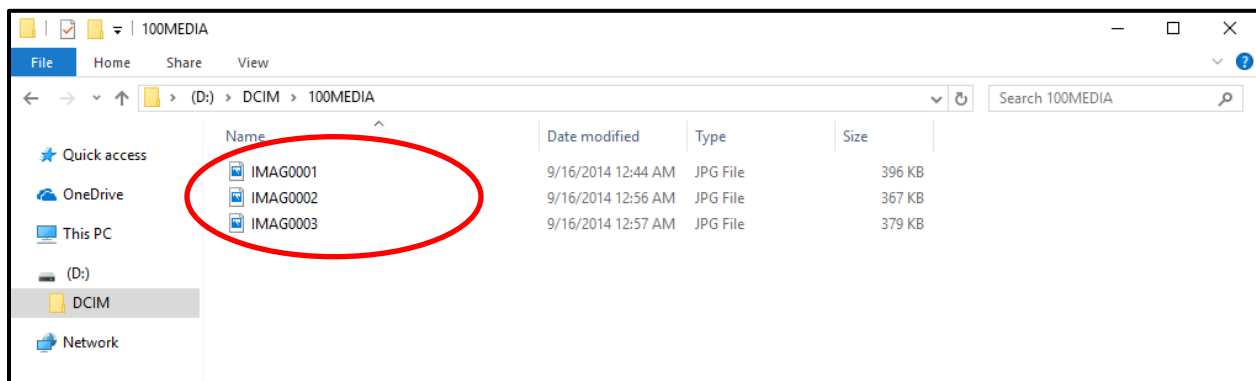 100MEDIA
File Home Share View
(D:) > DCIM > 100MEDIA
Search 100MEDIA
Name Date modified Type Size
Quick access
OneDrive
This PC
(D:)
DCIM
Network
IMAG0001 9/16/2014 12:44 AM JPG File 396 KB
IMAG0002 9/16/2014 12:56 AM JPG File 367 KB
IMAG0003 9/16/2014 12:57 AM JPG File 379 KB